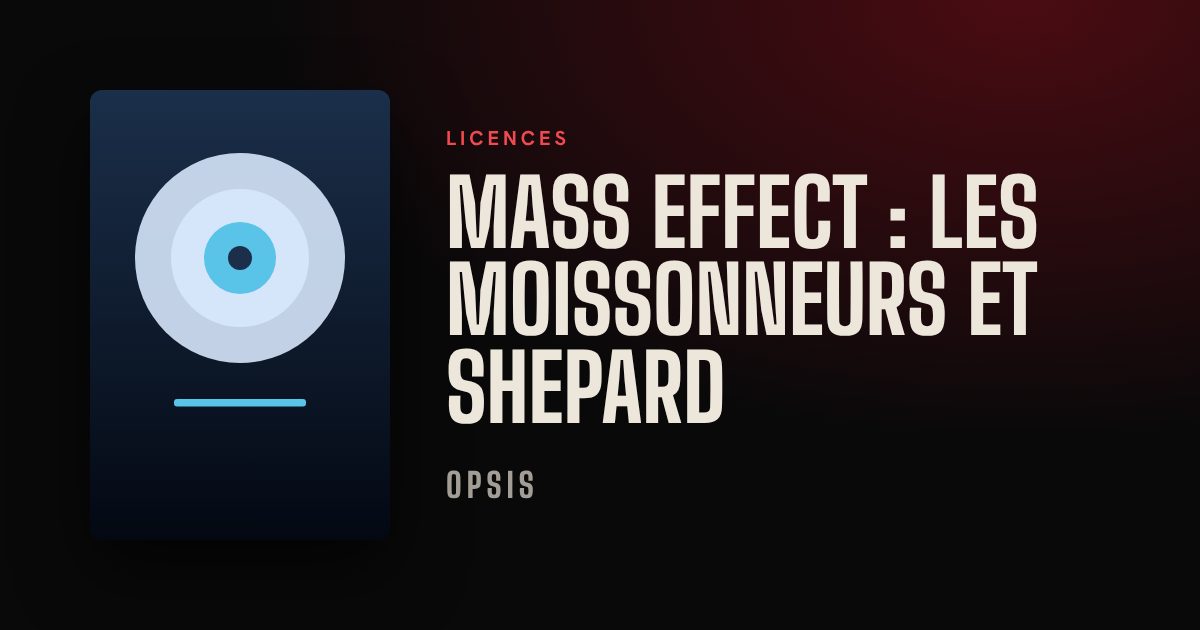 LICENCES
MASS EFFECT : LES
MOISSONNEURS ET
SHEPARD
OPSIS